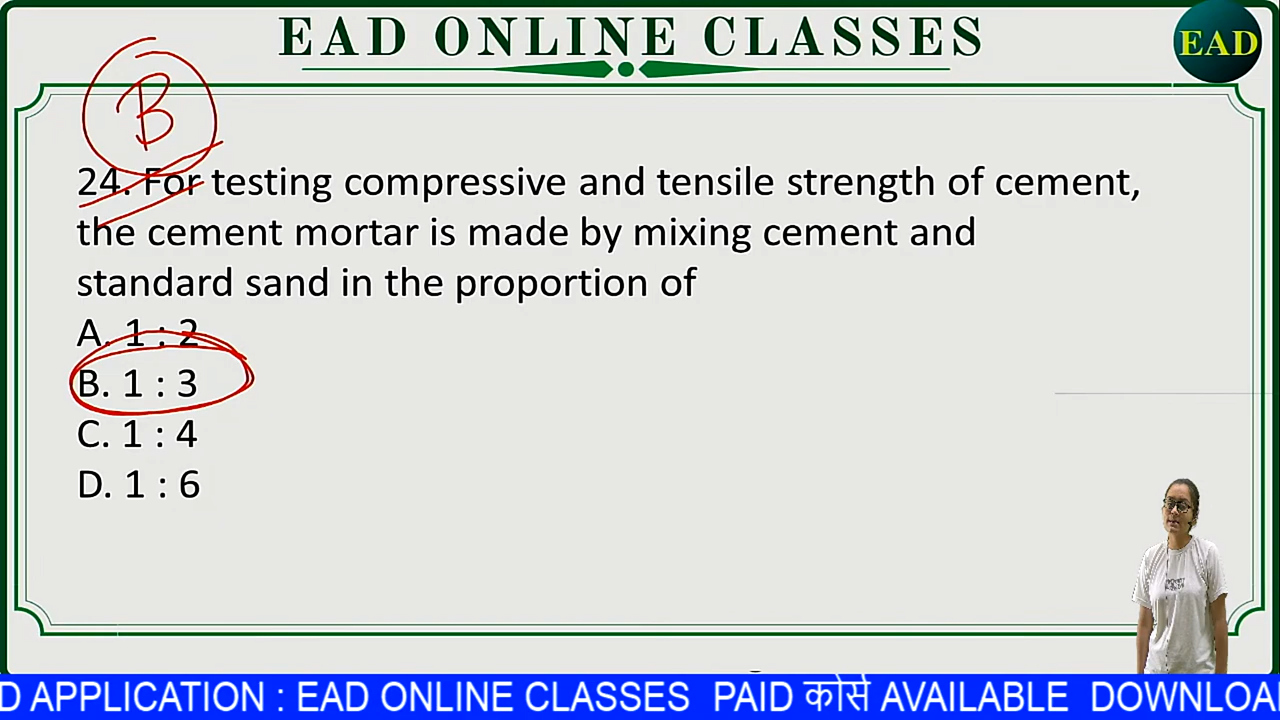 EAD ONLINE CLASSES
EAD
B
24. For testing compressive and tensile strength of cement,
the cement mortar is made by mixing cement and
standard sand in the proportion of
A. 1 : 2
B. 1 : 3
C. 1 : 4
D. 1 : 6
D APPLICATION : EAD ONLINE CLASSES PAID कोर्स AVAILABLE DOWNLOA